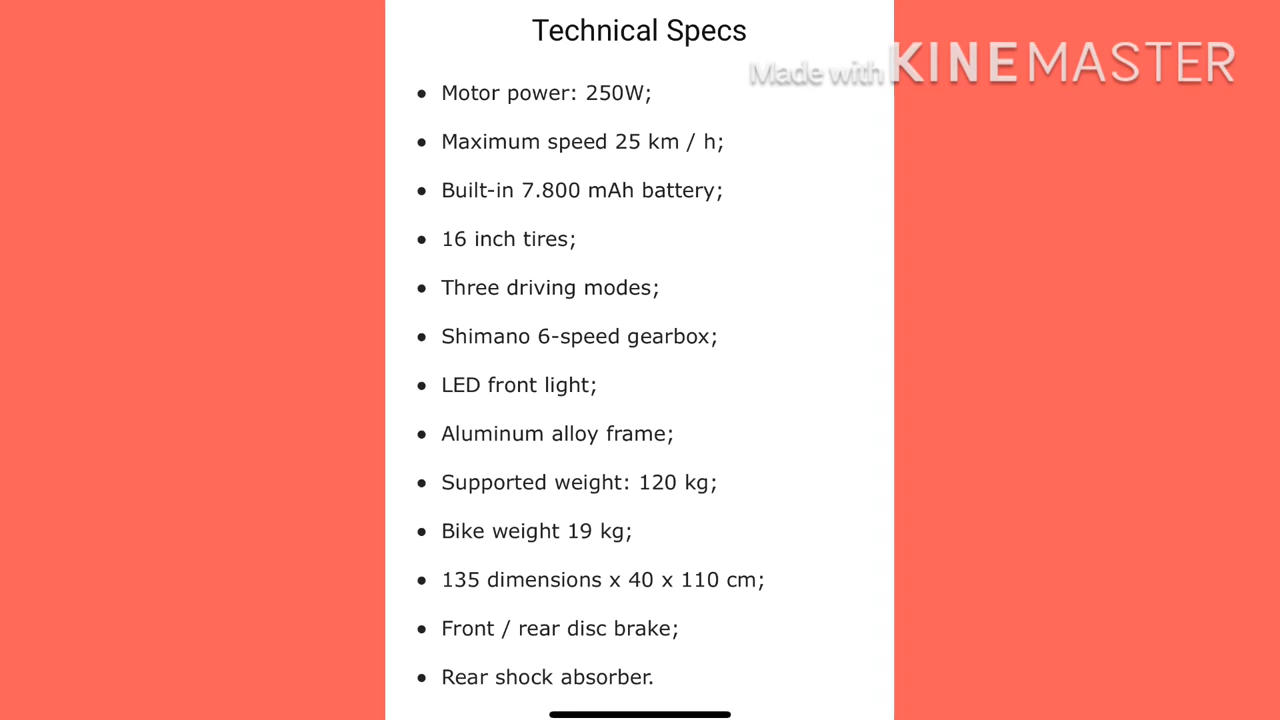 Technical Specs
Made with KINEMASTER
• Motor power: 250W;
• Maximum speed 25 km / h;
• Built-in 7.800 mAh battery;
• 16 inch tires;
• Three driving modes;
• Shimano 6-speed gearbox;
• LED front light;
• Aluminum alloy frame;
• Supported weight: 120 kg;
• Bike weight 19 kg;
• 135 dimensions x 40 x 110 cm;
• Front / rear disc brake;
• Rear shock absorber.